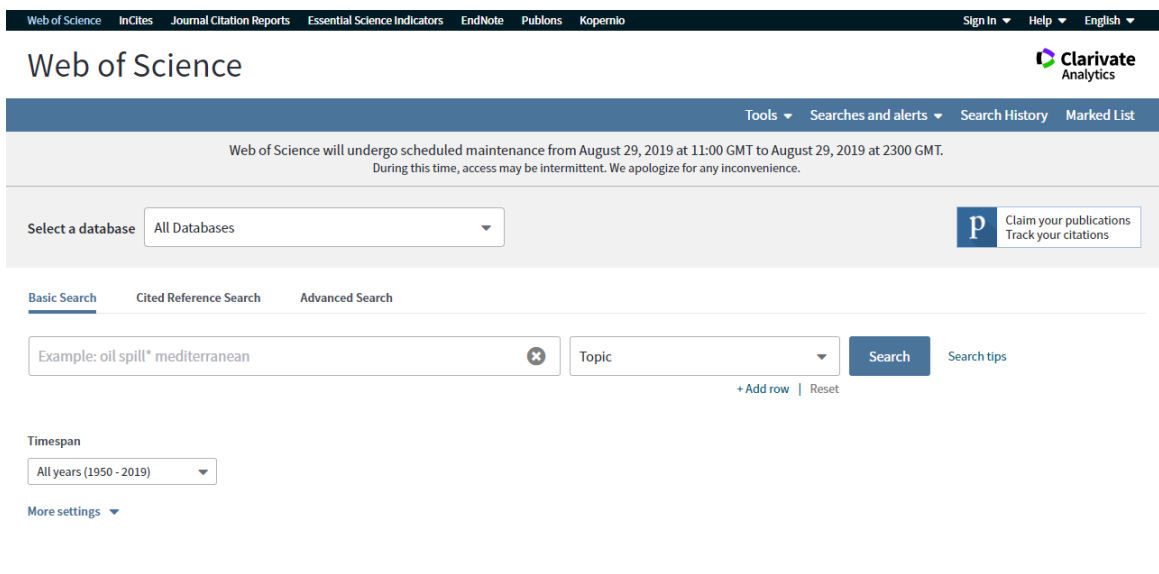 Web of Science InCites Journal Citation Reports Essential Science Indicators EndNote Publons Kopernio Sign In Help English
Web of Science
Clarivate
Analytics
Tools Searches and alerts Search History Marked List
Web of Science will undergo scheduled maintenance from August 29, 2019 at 11:00 GMT to August 29, 2019 at 2300 GMT.
During this time, access may be intermittent. We apologize for any inconvenience.
Select a database All Databases
p
Claim your publications
Track your citations
Basic Search Cited Reference Search Advanced Search
Example: oil spill* mediterranean Topic Search Search tips
+ Add row | Reset
Timespan
All years (1950 - 2019)
More settings